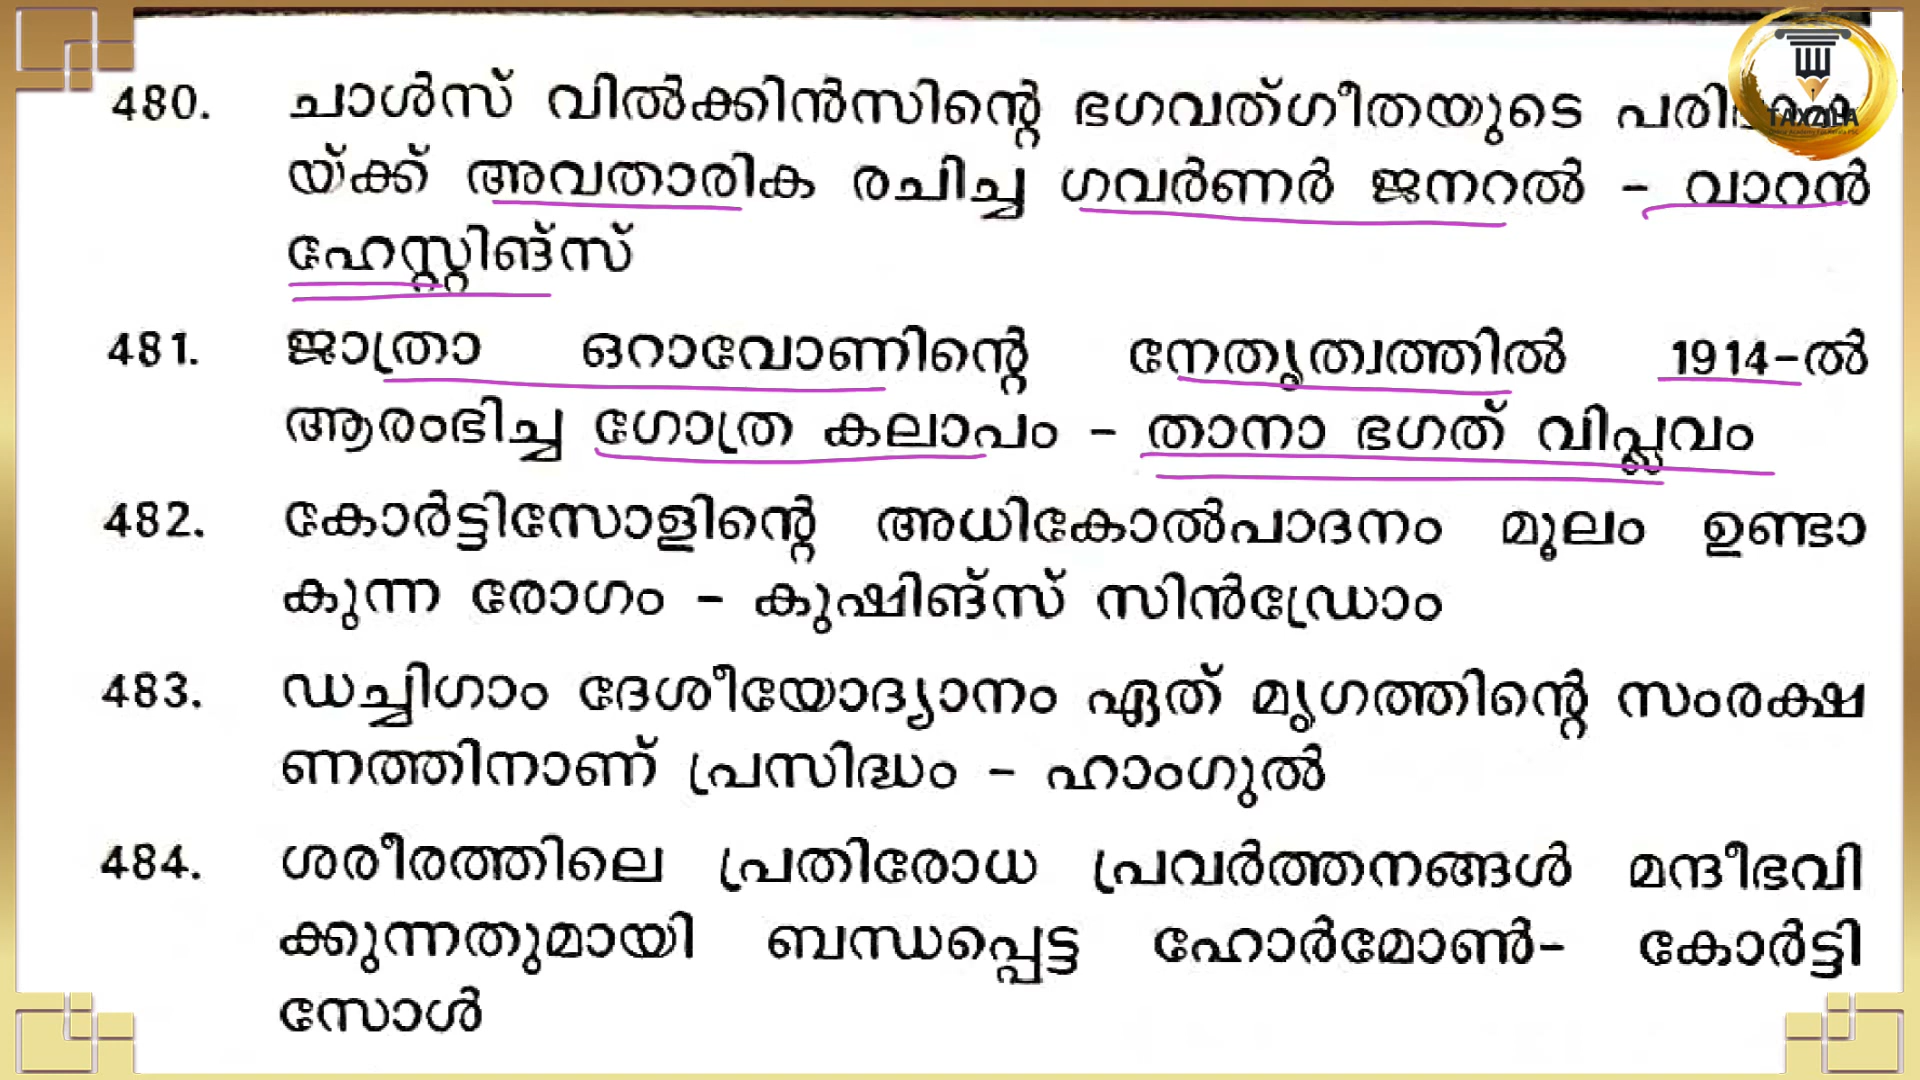 480. ചാൾസ് വിൽക്കിൻസിന്റെ ഭഗവത്ഗീതയുടെ
യ്ക്ക് അവതാരിക രചിച്ച ഗവർണർ ജനറൽ - വാറൻ
ഹേസ്റ്റിങ്സ്
481. ജാത്രാ ഒറാവോണിന്റെ നേതൃത്വത്തിൽ 1914-ൽ
ആരംഭിച്ച ഗോത്ര കലാപം - താനാ ഭഗത് വിപ്ലവം
482. കോർട്ടിസോളിന്റെ അധികോൽപാദനം മൂലം ഉണ്ടാ
കുന്ന രോഗം - കുഷിങ്സ് സിൻഡ്രോം
483. ഡച്ചിഗാം ദേശീയോദ്യാനം ഏത് മൃഗത്തിന്റെ സംരക്ഷ
ണത്തിനാണ് പ്രസിദ്ധം - ഹാംഗുൽ
484. ശരീരത്തിലെ പ്രതിരോധ പ്രവർത്തനങ്ങൾ മന്ദീഭവി
ക്കുന്നതുമായി ബന്ധപ്പെട്ട ഹോർമോൺ- കോർട്ടി
സോൾ
TAXZILA